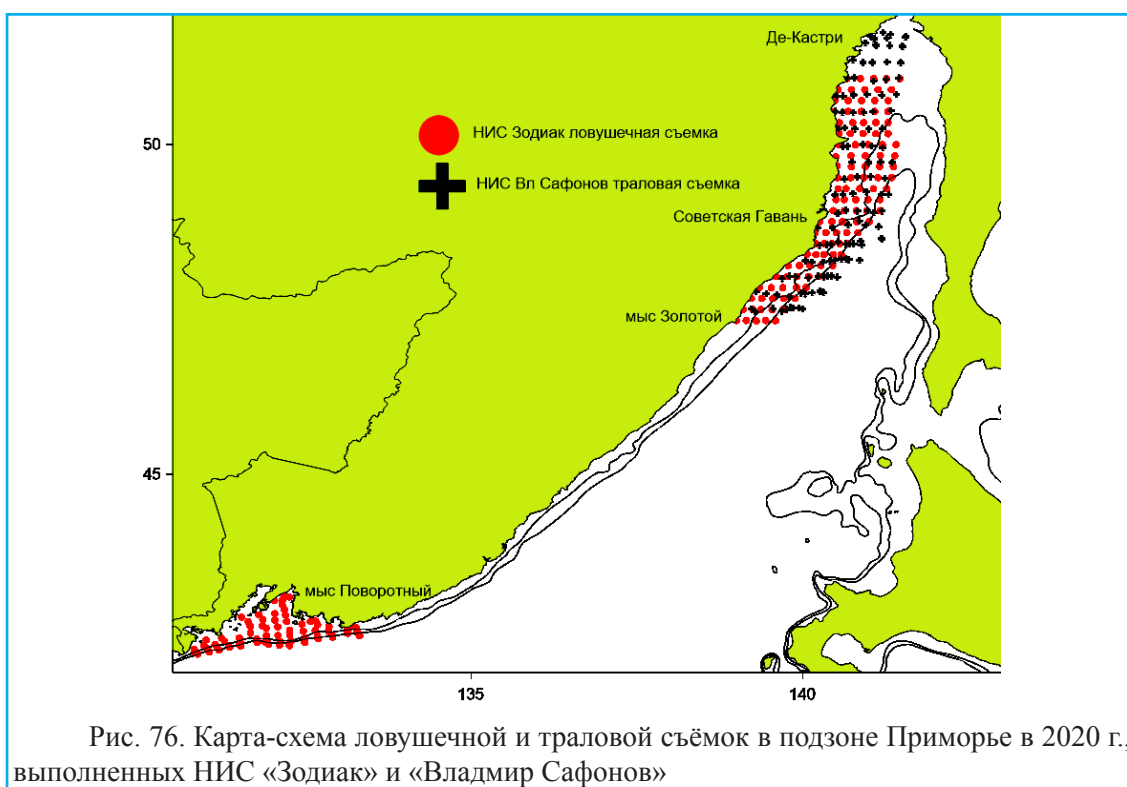 Де-Кастри
НИС Зодиак ловушечная съемка
50
НИС Вл Сафонов траловая съемка
Советская Гавань
мыс Золотой
45
мыс Поворотный
135
140
Рис. 76. Карта-схема ловушечной и траловой съёмок в подзоне Приморье в 2020 г.,
выполненных НИС «Зодиак» и «Владмир Сафонов»